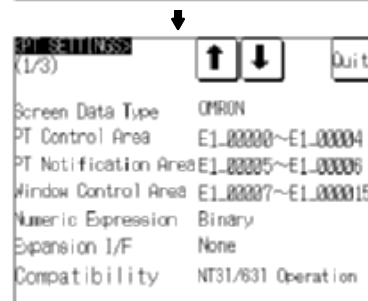 <PT SETTINGS>
(1/3) Quit
Screen Data Type OMRON
PT Control Area E1_00000~E1_00004
PT Notification Area E1_00005~E1_00006
Window Control Area E1_00007~E1_000015
Numeric Expression Binary
Expansion I/F None
Compatibility NT31/631 Operation